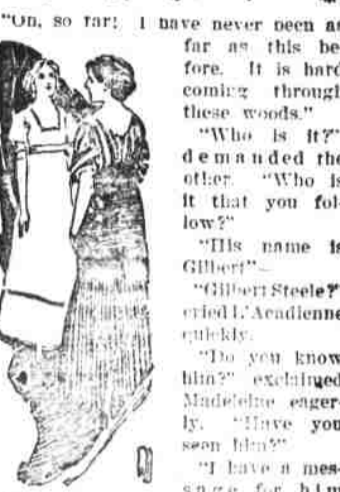 "Oh, so far! I have never been as
far as this be-
fore. It is hard
coming through
these woods."
"Who is it?"
demanded the
other. "Who is
it that you fol-
low?"
"His name is
Gilbert"—
"Gilbert Steele?"
cried L'Acadienne
quickly.
"Do you know
him?" exclaimed
Madeleine eager-
ly. "Have you
seen him?"
"I have a mes-
sage for him